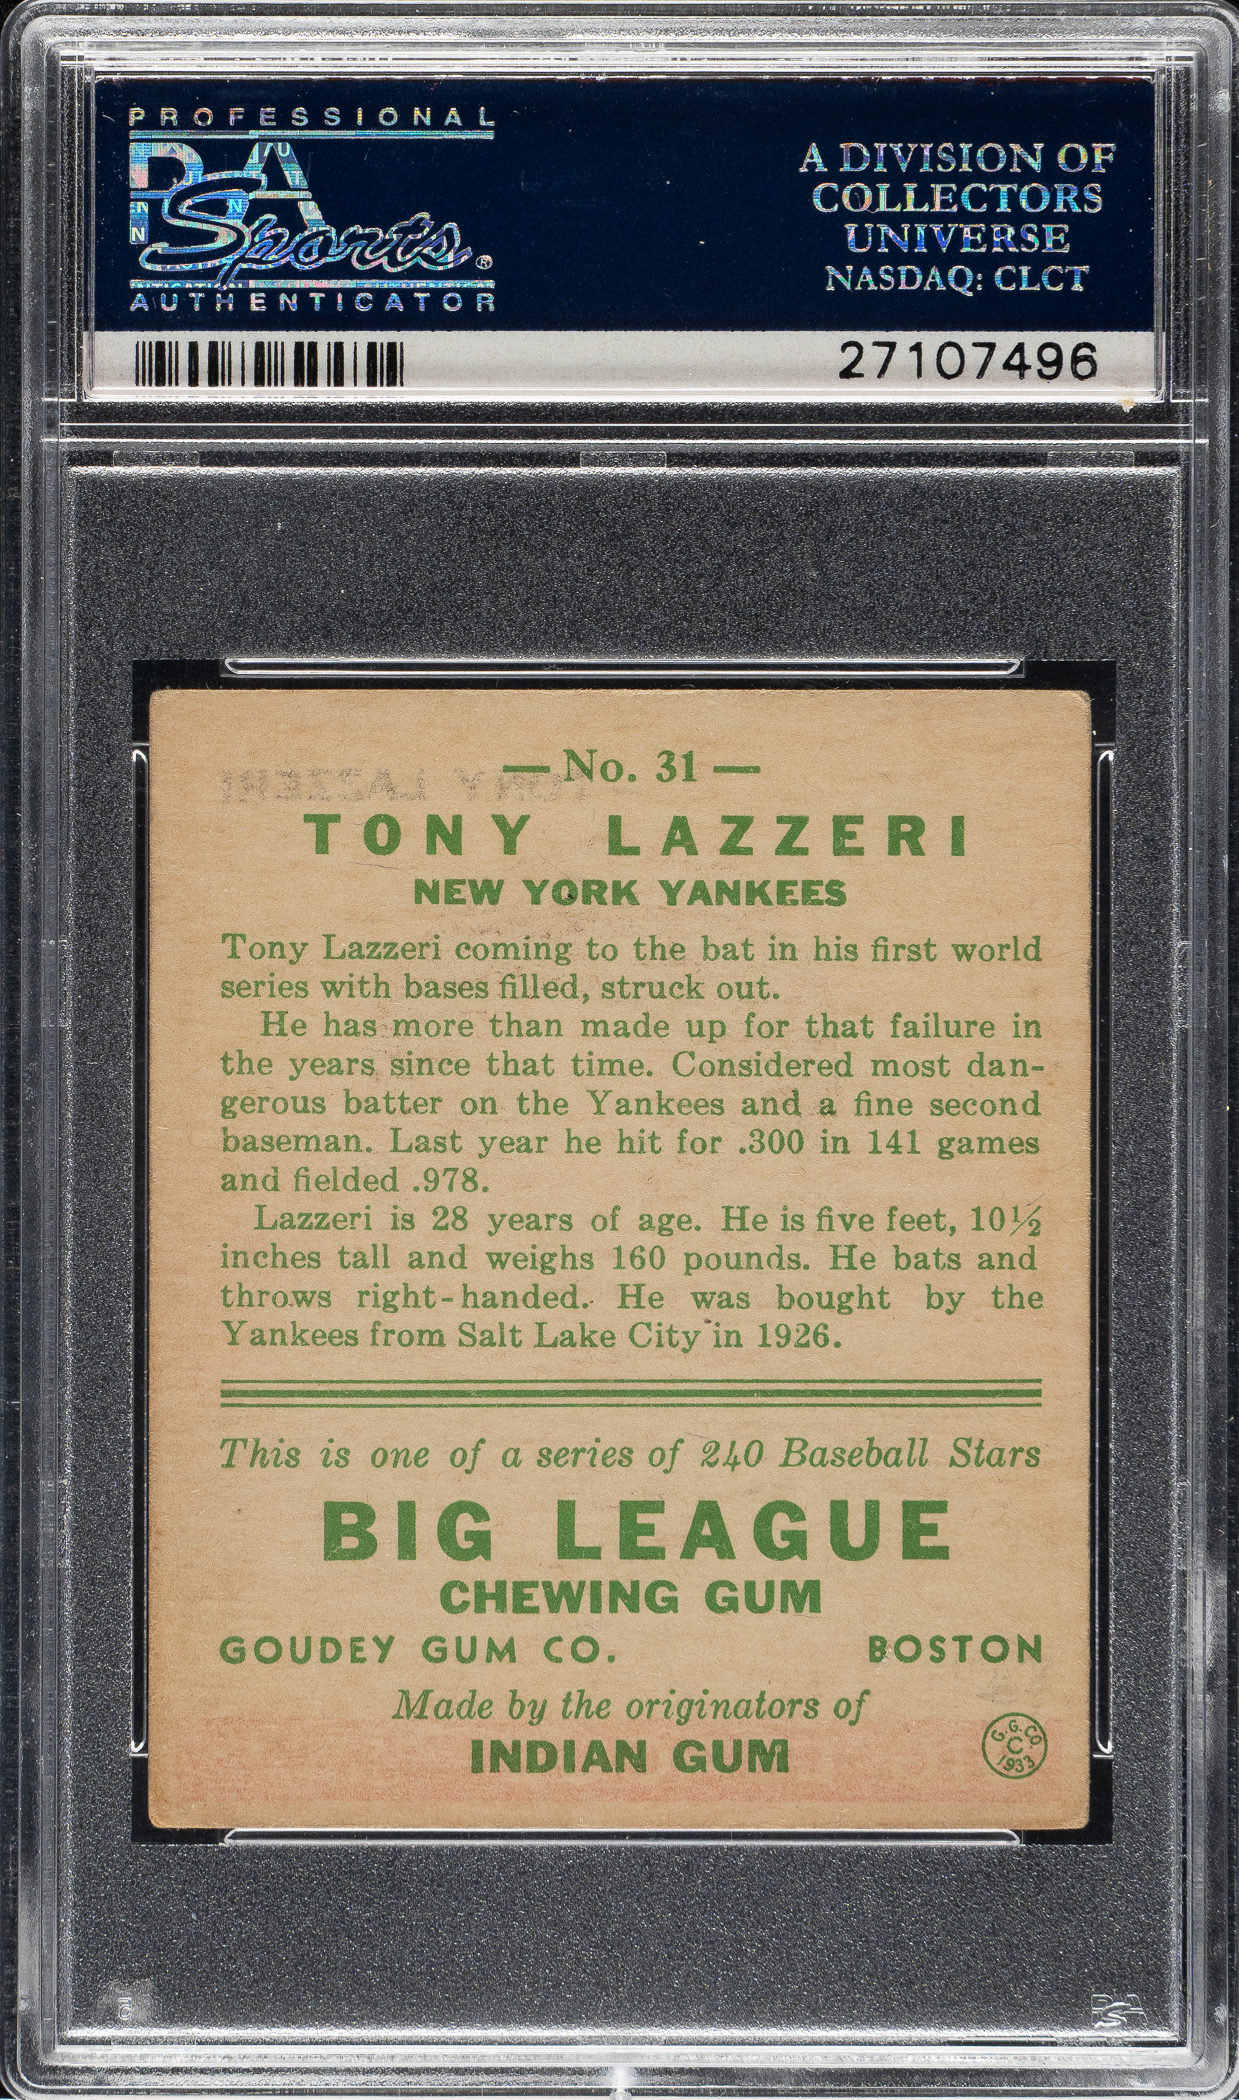 PROFESSIONAL
PSA
Sports®
AUTHENTICATOR
A DIVISION OF
COLLECTORS
UNIVERSE
NASDAQ: CLCT
27107496
— No. 31 —
TONY LAZZERI
TONY LAZZERI
NEW YORK YANKEES
Tony Lazzeri coming to the bat in his first world
series with bases filled, struck out.
He has more than made up for that failure in
the years since that time. Considered most dan-
gerous batter on the Yankees and a fine second
baseman. Last year he hit for .300 in 141 games
and fielded .978.
Lazzeri is 28 years of age. He is five feet, 10½
inches tall and weighs 160 pounds. He bats and
throws right-handed. He was bought by the
Yankees from Salt Lake City in 1926.
This is one of a series of 240 Baseball Stars
BIG LEAGUE
CHEWING GUM
GOUDEY GUM CO. BOSTON
Made by the originators of
INDIAN GUM
G.G.CO.
C
1933
PSA